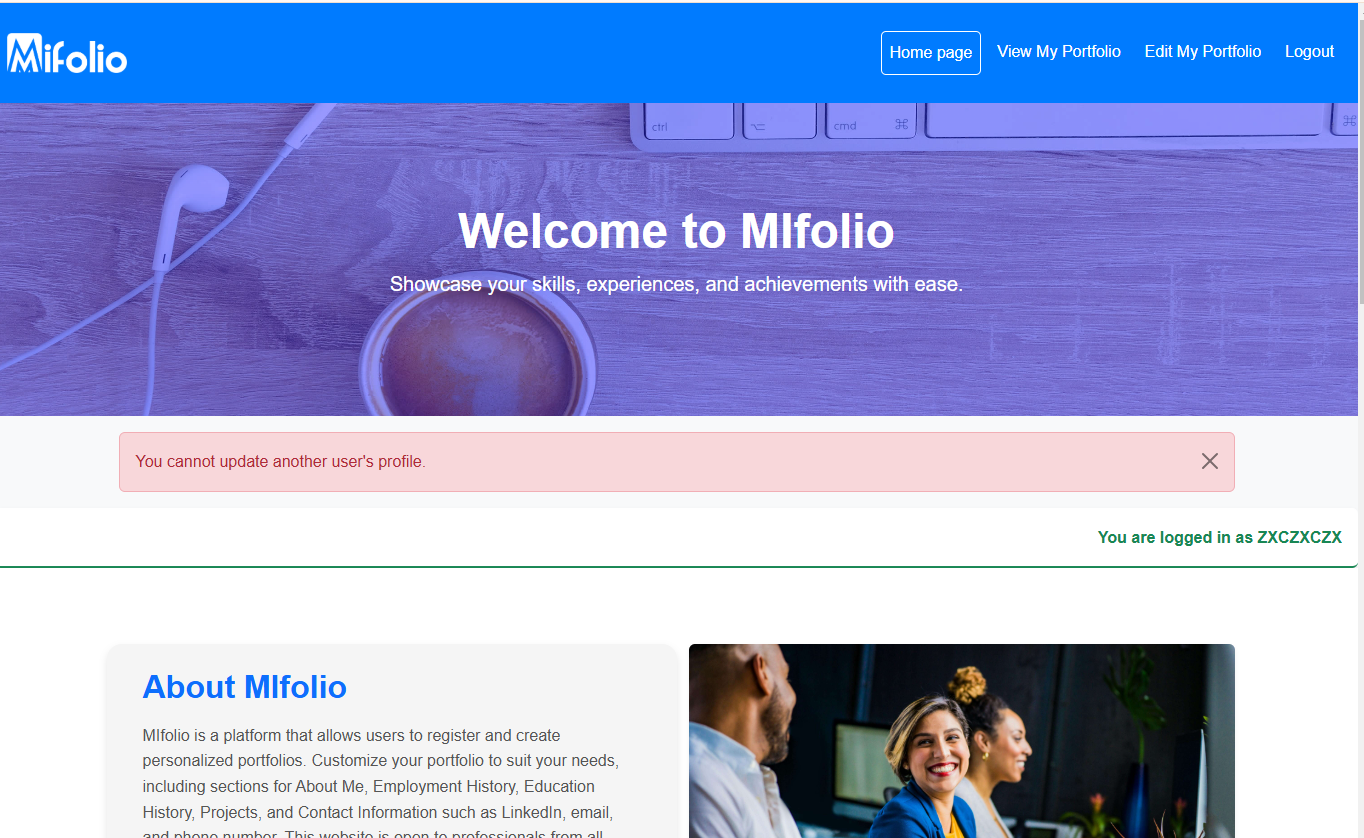 Mifolio
Home page
View My Portfolio
Edit My Portfolio
Logout
ctrl
⌥
cmd ⌘
⌘
Welcome to MIfolio
Showcase your skills, experiences, and achievements with ease.
You cannot update another user's profile.
You are logged in as ZXCZXCZX
About MIfolio
MIfolio is a platform that allows users to register and create
personalized portfolios. Customize your portfolio to suit your needs,
including sections for About Me, Employment History, Education
History, Projects, and Contact Information such as LinkedIn, email,
and phone number. This website is open to professionals from all